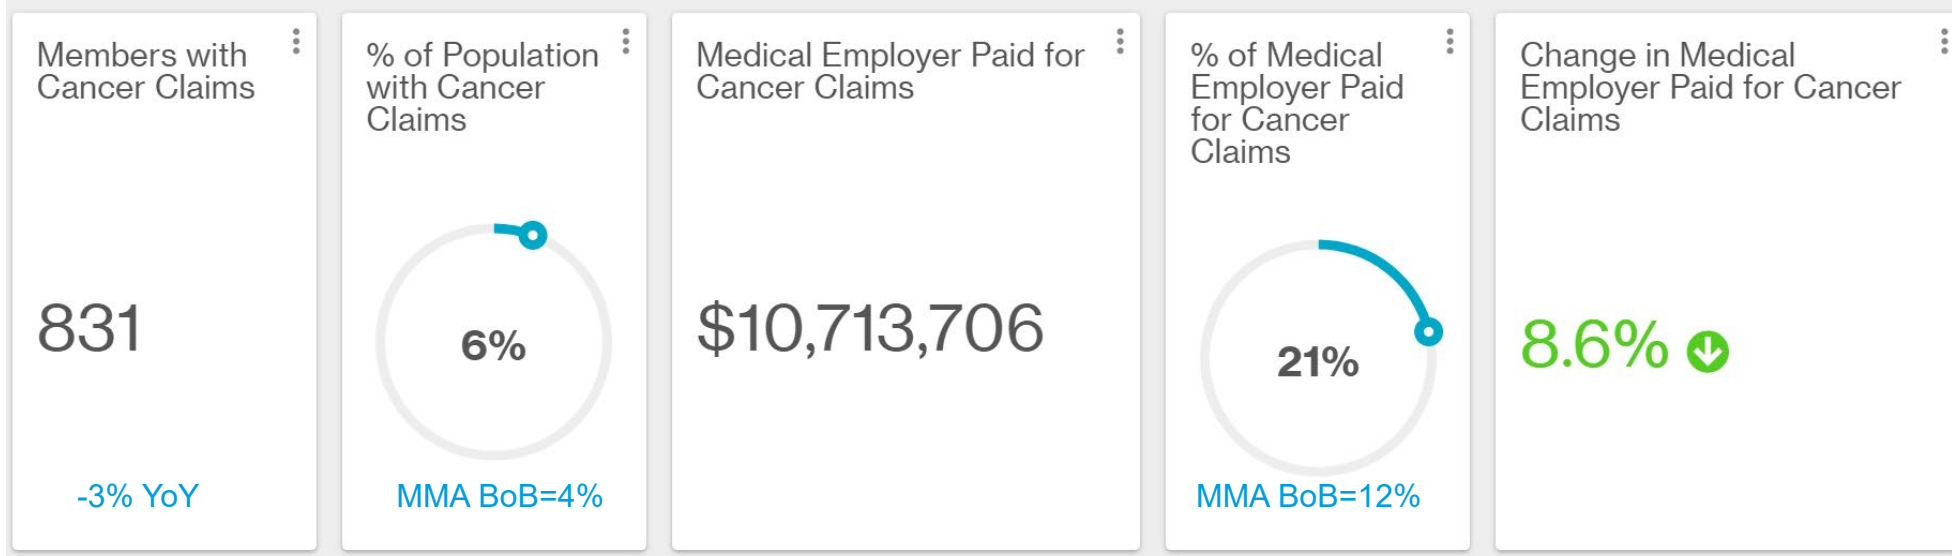 Members with
Cancer Claims
831
-3% YoY
% of Population
with Cancer
Claims
6%
MMA BoB=4%
Medical Employer Paid for
Cancer Claims
$10,713,706
% of Medical
Employer Paid
for Cancer
Claims
21%
MMA BoB=12%
Change in Medical
Employer Paid for Cancer
Claims
8.6%